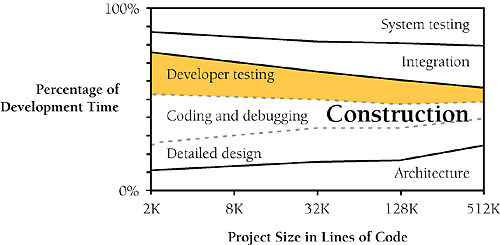 100%
System testing
Integration
Developer testing
Percentage of
Development Time
Coding and debugging
Construction
Detailed design
Architecture
0%
2K 8K 32K 128K 512K
Project Size in Lines of Code